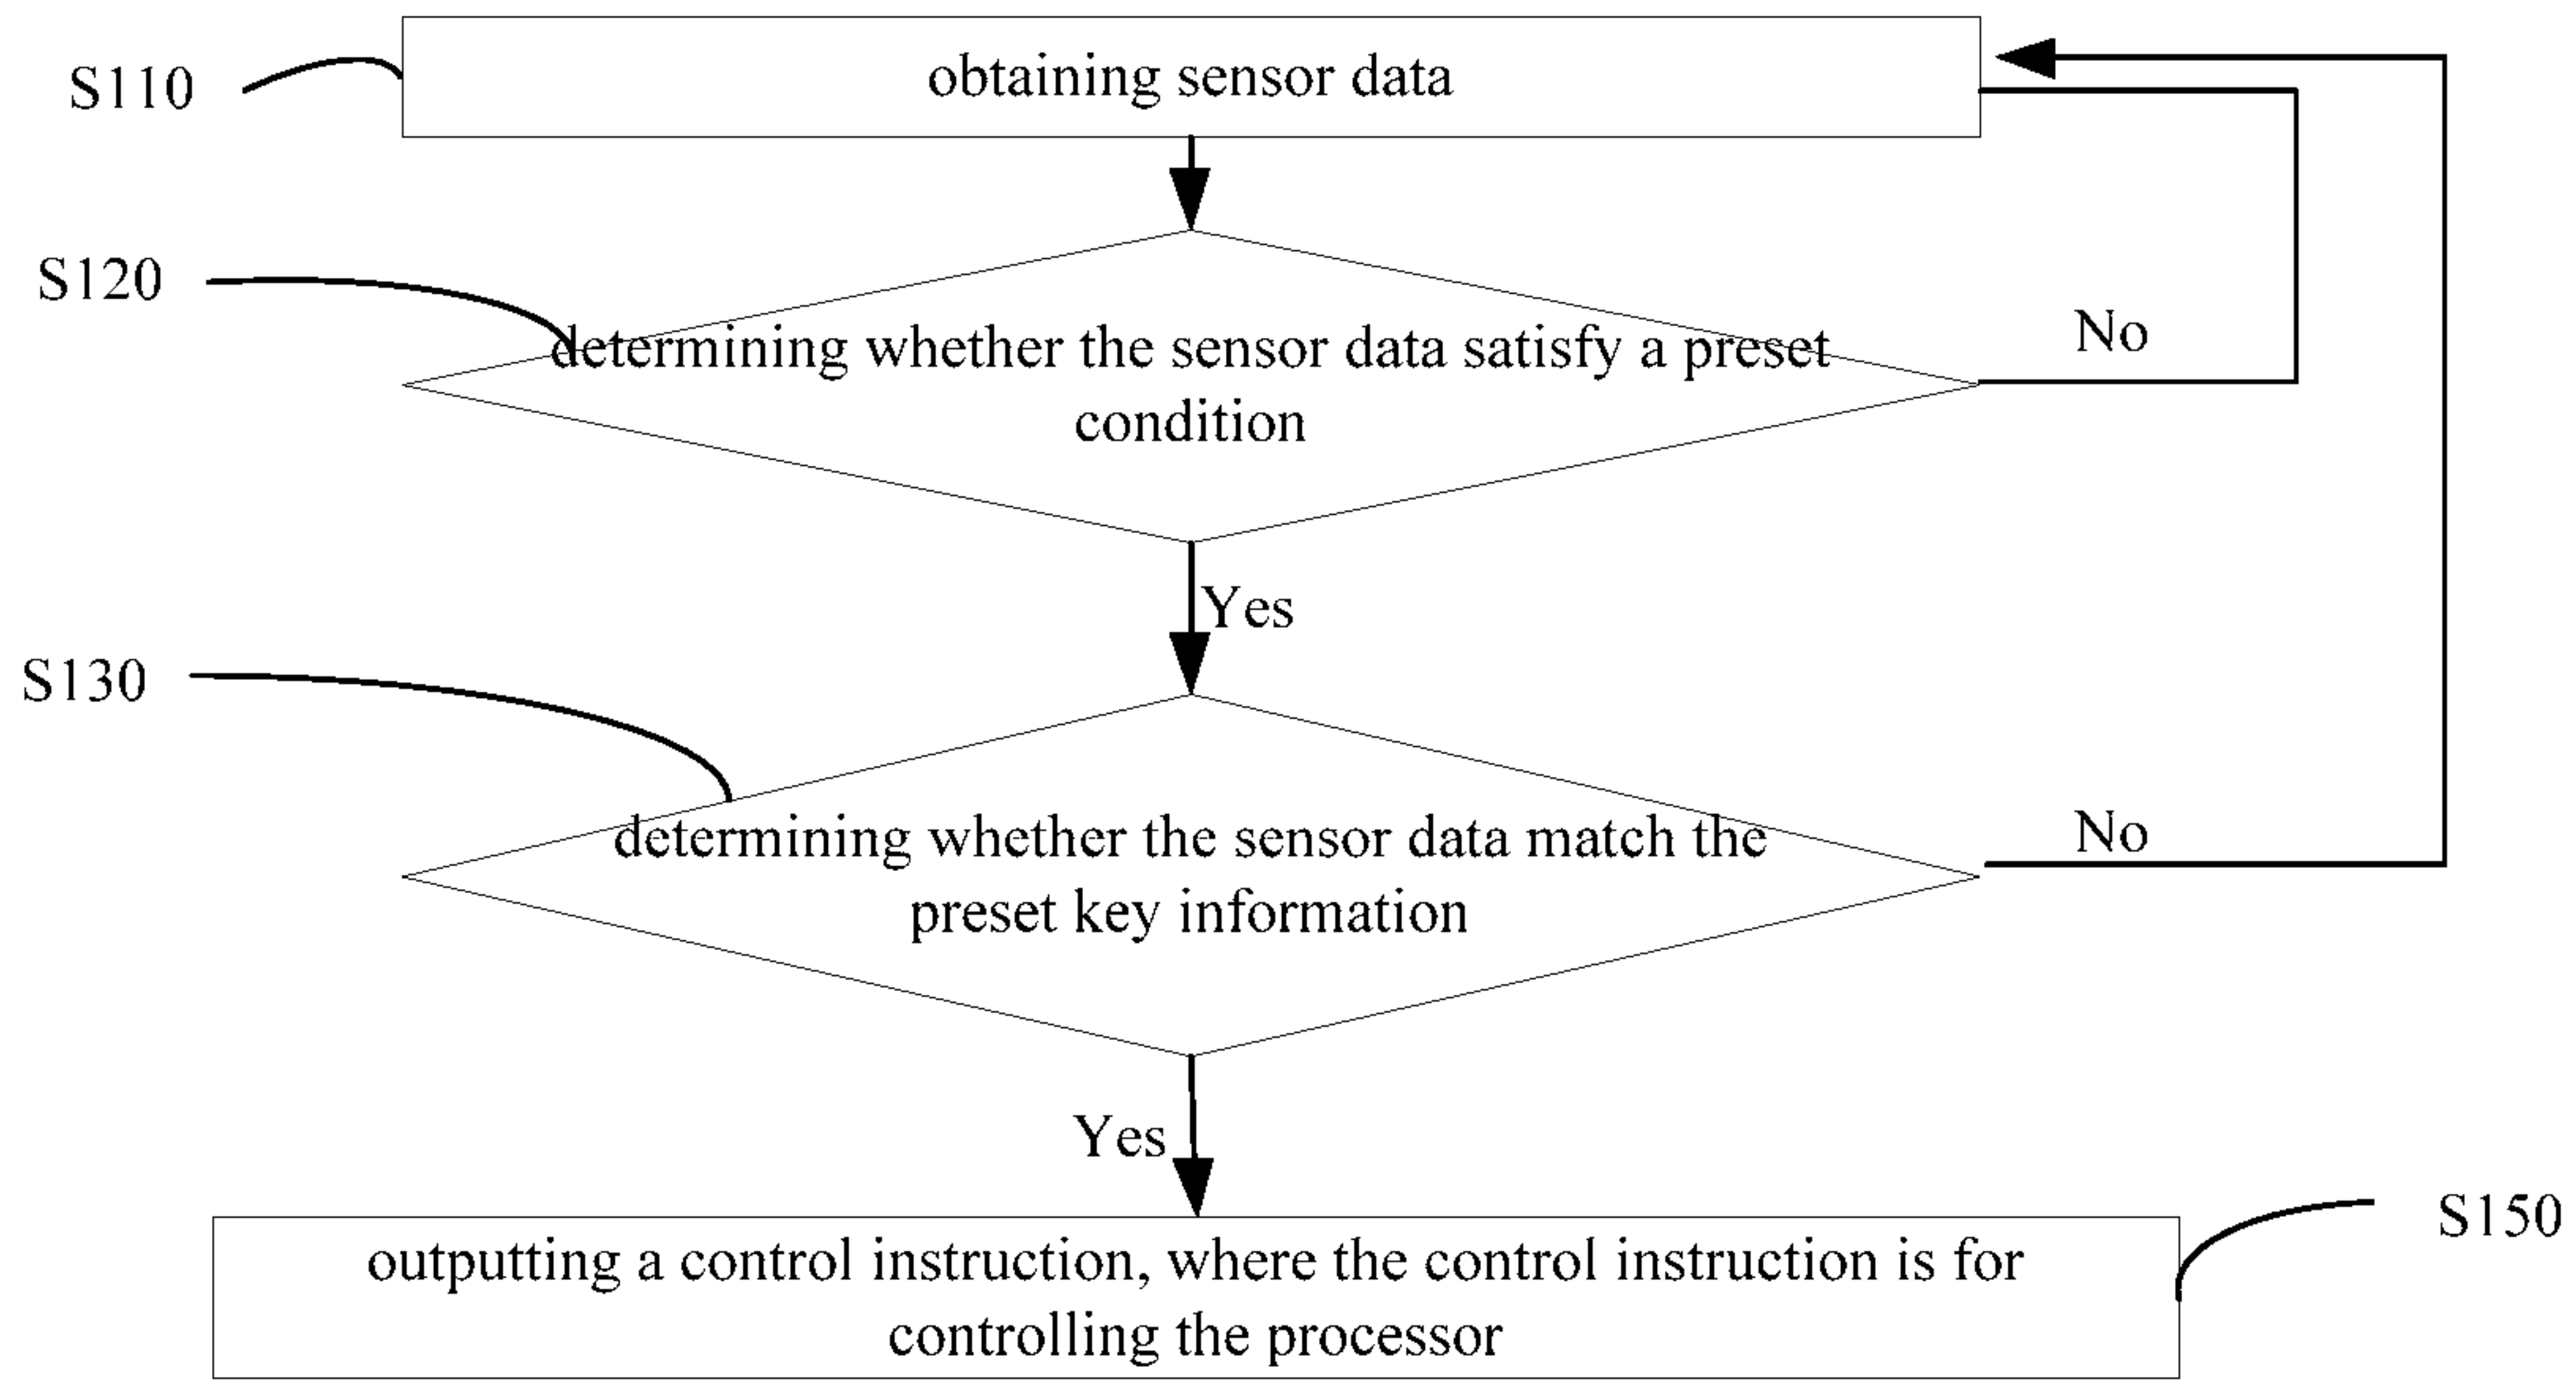 S110
obtaining sensor data
S120
determining whether the sensor data satisfy a preset
condition
No
Yes
S130
determining whether the sensor data match the
preset key information
No
Yes
S150
outputting a control instruction, where the control instruction is for
controlling the processor